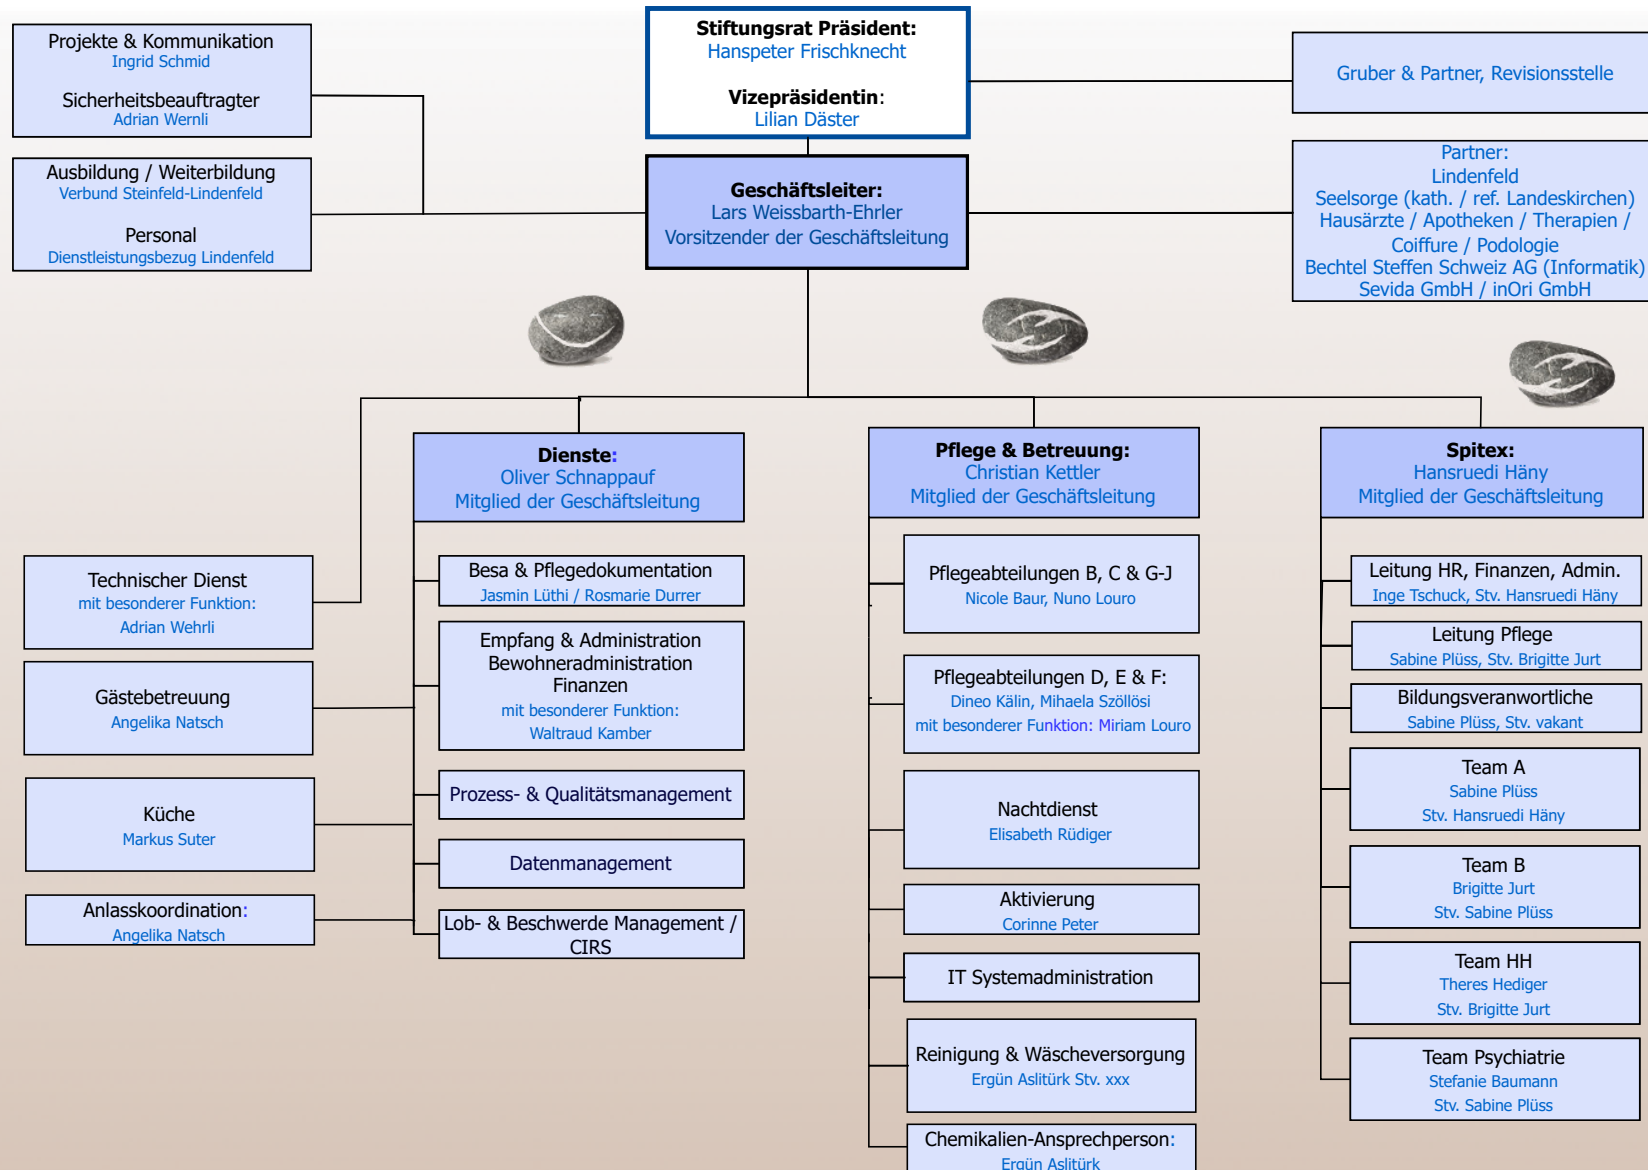 Projekte & Kommunikation
Ingrid Schmid
Sicherheitsbeauftragter
Adrian Wernli
Ausbildung / Weiterbildung
Verbund Steinfeld-Lindenfeld
Personal
Dienstleistungsbezug Lindenfeld
Stiftungsrat Präsident:
Hanspeter Frischknecht
Vizepräsidentin:
Lilian Däster
Geschäftsleiter:
Lars Weissbarth-Ehrler
Vorsitzender der Geschäftsleitung
Gruber & Partner, Revisionsstelle
Partner:
Lindenfeld
Seelsorge (kath. / ref. Landeskirchen)
Hausärzte / Apotheken / Therapien /
Coiffure / Podologie
Bechtel Steffen Schweiz AG (Informatik)
Sevida GmbH / inOri GmbH
Dienste:
Oliver Schnappauf
Mitglied der Geschäftsleitung
Technischer Dienst
mit besonderer Funktion:
Adrian Wehrli
Gästebetreuung
Angelika Natsch
Küche
Markus Suter
Anlasskoordination:
Angelika Natsch
Besa & Pflegedokumentation
Jasmin Lüthi / Rosmarie Durrer
Empfang & Administration
Bewohneradministration
Finanzen
mit besonderer Funktion:
Waltraud Kamber
Prozess- & Qualitätsmanagement
Datenmanagement
Lob- & Beschwerde Management /
CIRS
Pflege & Betreuung:
Christian Kettler
Mitglied der Geschäftsleitung
Pflegeabteilungen B, C & G-J
Nicole Baur, Nuno Louro
Pflegeabteilungen D, E & F:
Dineo Kälin, Mihaela Szöllösi
mit besonderer Funktion: Miriam Louro
Nachtdienst
Elisabeth Rüdiger
Aktivierung
Corinne Peter
IT Systemadministration
Reinigung & Wäscheversorgung
Ergün Aslitürk Stv. xxx
Chemikalien-Ansprechperson:
Ergün Aslitürk
Spitex:
Hansruedi Häny
Mitglied der Geschäftsleitung
Leitung HR, Finanzen, Admin.
Inge Tschuck, Stv. Hansruedi Häny
Leitung Pflege
Sabine Plüss, Stv. Brigitte Jurt
Bildungsveranwortliche
Sabine Plüss, Stv. vakant
Team A
Sabine Plüss
Stv. Hansruedi Häny
Team B
Brigitte Jurt
Stv. Sabine Plüss
Team HH
Theres Hediger
Stv. Brigitte Jurt
Team Psychiatrie
Stefanie Baumann
Stv. Sabine Plüss